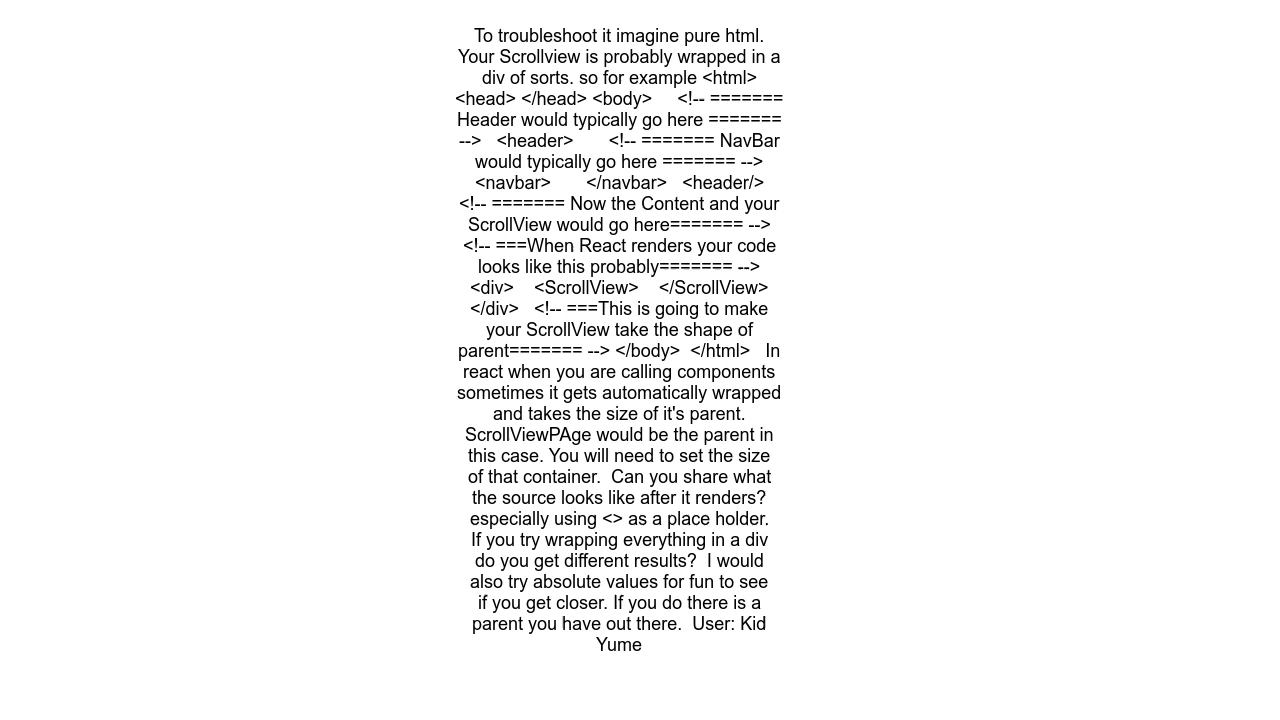 To troubleshoot it imagine pure html.
Your Scrollview is probably wrapped in a
div of sorts. so for example <html>
<head> </head> <body>     <!-- =======
Header would typically go here =======
-->   <header>       <!-- ======= NavBar
would typically go here ======= -->
<navbar>       </navbar>   <header/>
<!-- ======= Now the Content and your
ScrollView would go here======= -->
<!-- ===When React renders your code
looks like this probably======= -->
<div>    <ScrollView>    </ScrollView>
</div>   <!-- ===This is going to make
your ScrollView take the shape of
parent======= --> </body>  </html>   In
react when you are calling components
sometimes it gets automatically wrapped
and takes the size of it's parent.
ScrollViewPAge would be the parent in
this case. You will need to set the size
of that container.  Can you share what
the source looks like after it renders?
especially using <> as a place holder.
If you try wrapping everything in a div
do you get different results?  I would
also try absolute values for fun to see
if you get closer. If you do there is a
parent you have out there.  User: Kid
Yume